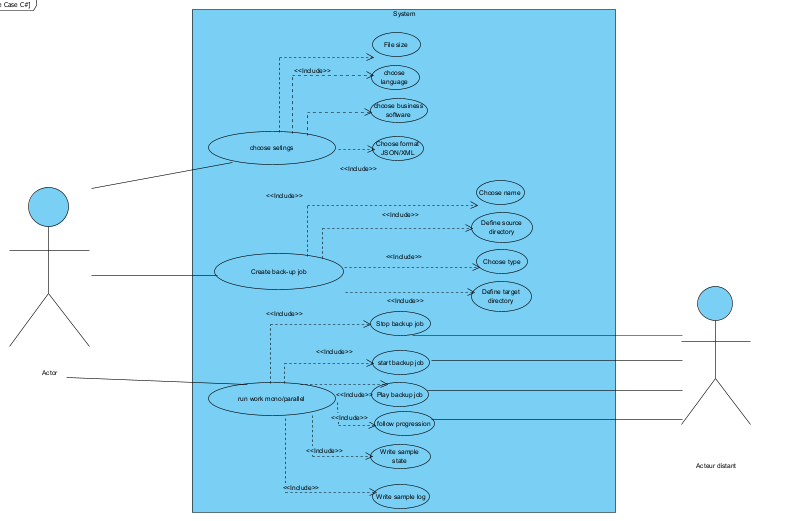 e Case C#]
System
File size
<<Include>>
choose
language
choose business
software
choose setings
Choose format
JSON/XML
<<Include>>
<<Include>>
Choose name
<<Include>>
Define source
directory
<<Include>>
Choose type
Create back-up job
<<Include>>
Define target
directory
<<Include>>
Stop backup job
<<Include>>
start backup job
Actor
<<Include>>
Play backup job
run work mono/parallel
<<Include>>
follow progression
<<Include>>
Write sample
state
Acteur distant
<<Include>>
Write sample log